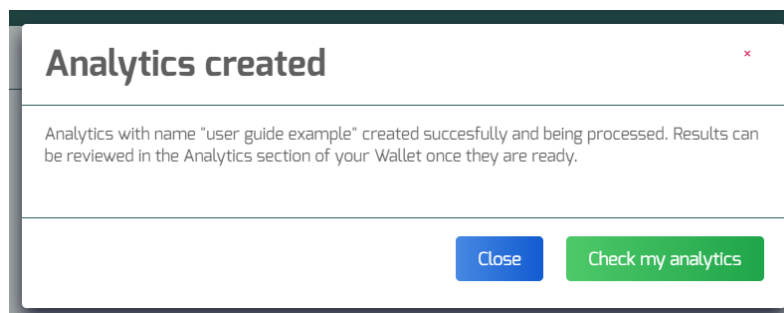 Analytics created
×
Analytics with name "user guide example" created succesfully and being processed. Results can
be reviewed in the Analytics section of your Wallet once they are ready.
Close
Check my analytics